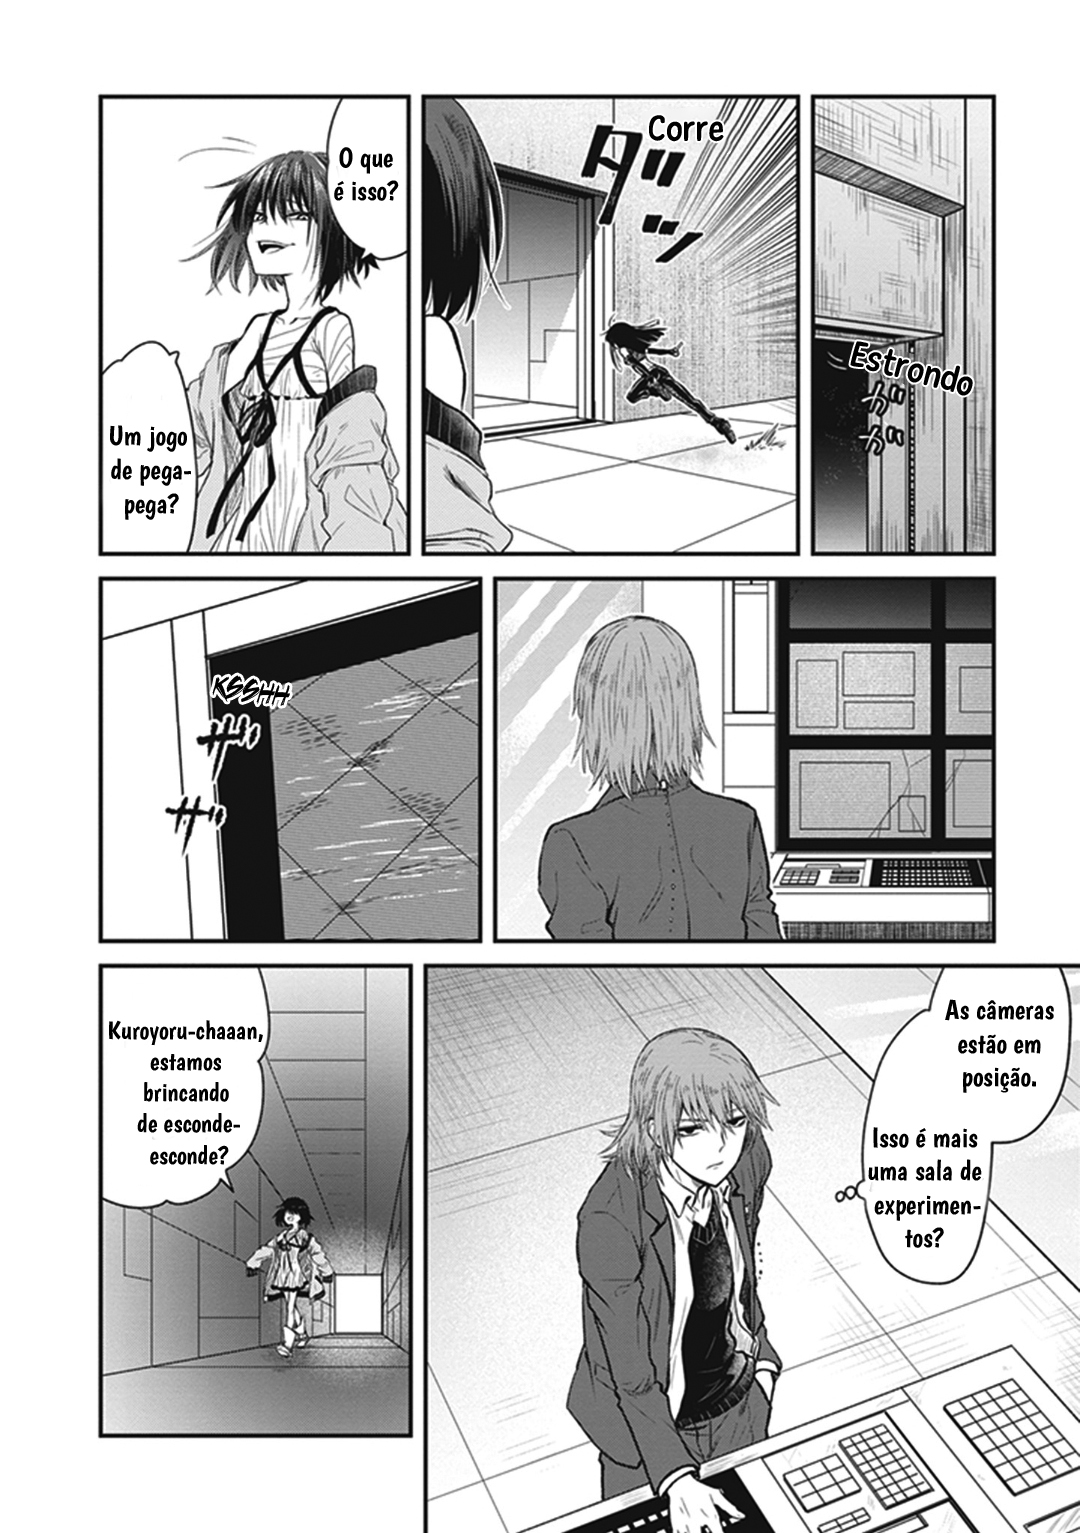 O que
é isso?
Um jogo
de pega-
pega?
Corre
ダッ
Estrondo
ガガ
KSSHH
ザザ
As câmeras
estão em
posição.
Isso é mais
uma sala de
experimen-
tos?
Kuroyoru-chaaan,
estamos
brincando
de esconde-
esconde?